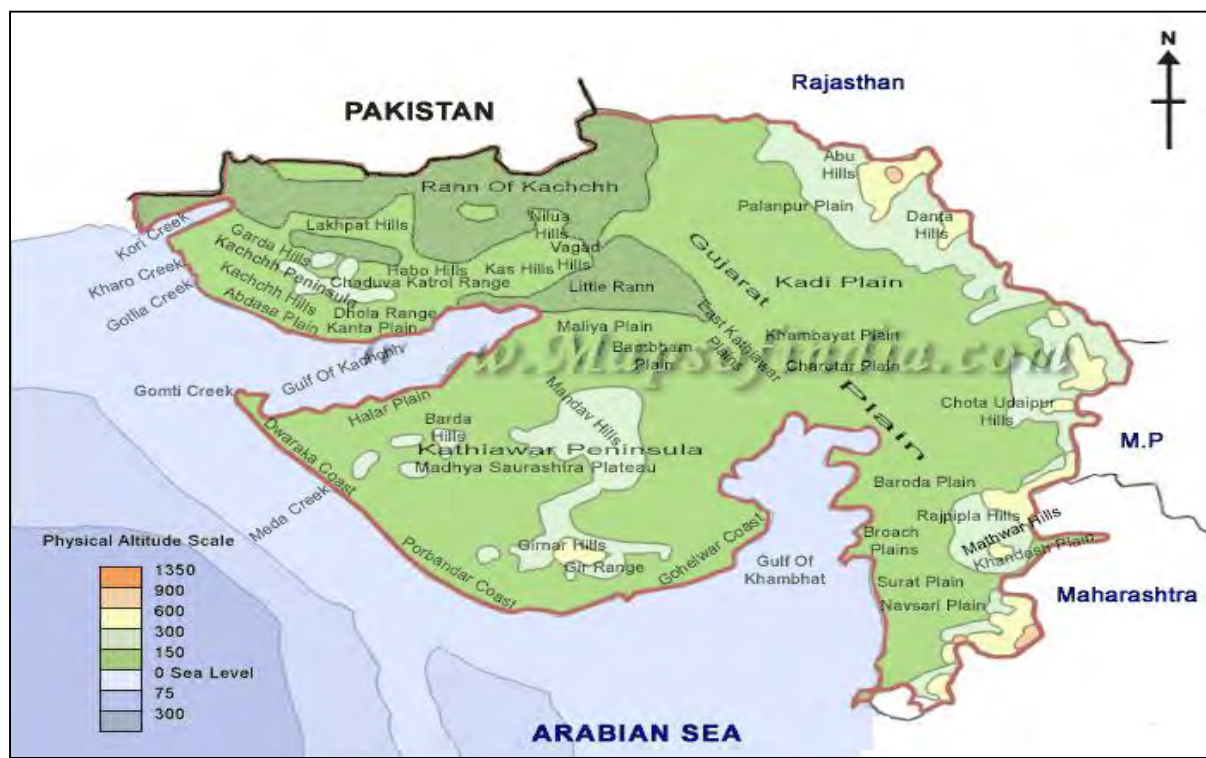 N
Rajasthan
PAKISTAN
Abu
Hills
Rann Of Kachchh
Palanpur Plain
Danta
Hills
Nilua
Hills
Lakhpat Hills
Kori Creek
Garda Hills
Vagad
Hills
Kachchh Peninsula
Habo Hills
Kas Hills
Gujarat
Plain
Kharo Creek
Kachchh Hills
Chaduva Katrol Range
Little Rann
Kadi Plain
Gotlia Creek
Abdasa Plain
Dhola Range
Kanta Plain
Maliya Plain
East Kathiawar
Plains
Khambayat Plain
Bambham
Plain
Charotar Plain
w.Mapsofindia.com
Gulf Of Kachchh
Gomti Creek
Halar Plain
Mandav Hills
Chota Udaipur
Hills
Dwaraka Coast
Barda
Hills
Kathiawar Peninsula
M.P
Madhya Saurashtra Plateau
Baroda Plain
Meda Creek
Rajpipla Hills
Mathwar Hills
Khandesh Plain
Broach
Plains
Porbandar Coast
Girnar Hills
Gir Range
Gohelwar Coast
Gulf Of
Khambhat
Surat Plain
Navsari Plain
Maharashtra
Physical Altitude Scale
1350
900
600
300
150
0 Sea Level
75
300
ARABIAN SEA